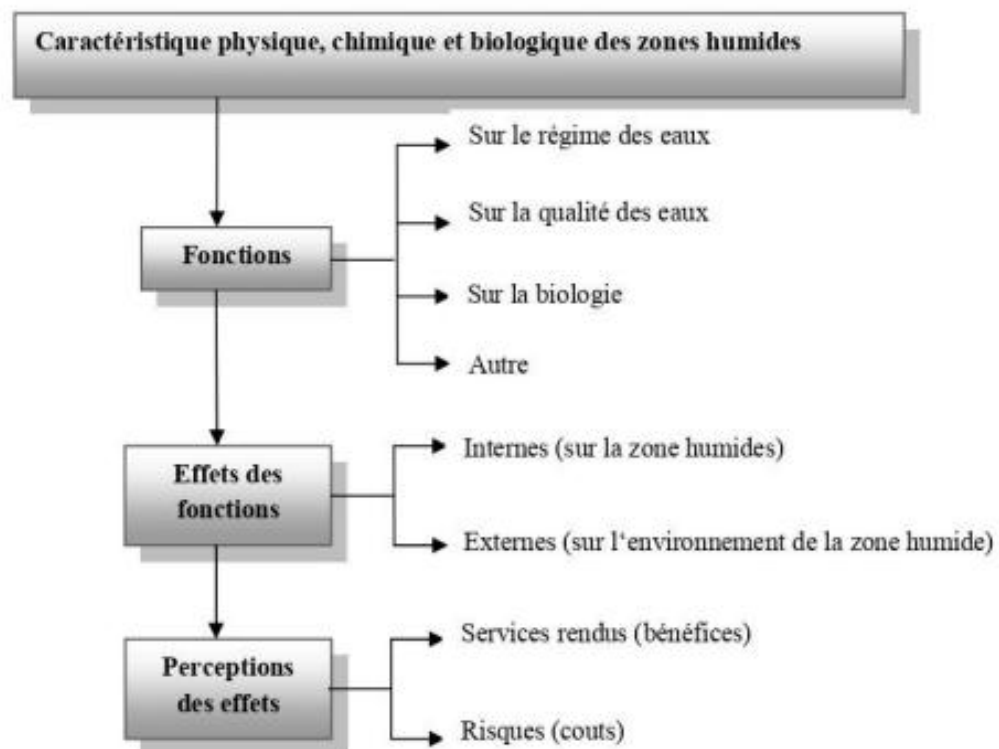 Caractéristique physique, chimique et biologique des zones humides
Sur le régime des eaux
Sur la qualité des eaux
Fonctions
Sur la biologie
Autre
Internes (sur la zone humides)
Effets des
fonctions
Externes (sur l‘environnement de la zone humide)
Services rendus (bénéfices)
Perceptions
des effets
Risques (couts)